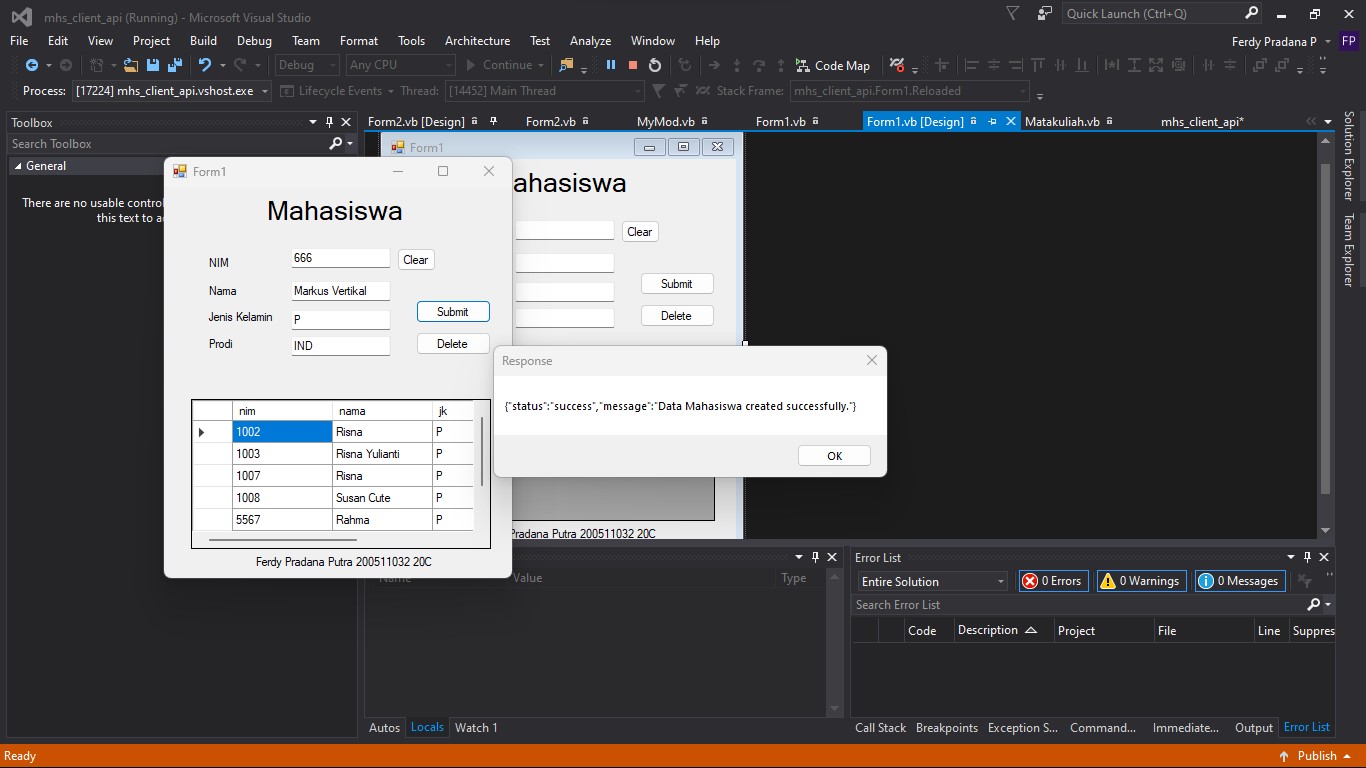 mhs_client_api (Running) - Microsoft Visual Studio
Quick Launch (Ctrl+Q)
File Edit View Project Build Debug Team Format Tools Architecture Test Analyze Window Help
Ferdy Pradana P FP
Debug Any CPU Continue Code Map
Process: [17224] mhs_client_api.vshost.exe Lifecycle Events Thread: [14452] Main Thread Stack Frame: mhs_client_api.Form1.Reloaded
Toolbox
Form2.vb [Design] Form2.vb MyMod.vb Form1.vb Form1.vb [Design] Matakuliah.vb mhs_client_api*
Search Toolbox
General
There are no usable control
this text to a
Form1
ahasiswa
Clear
Submit
Delete
Pradana Putra 200511032 20C
Form1
Mahasiswa
NIM 666 Clear
Nama Markus Vertikal
Jenis Kelamin P Submit
Prodi IND Delete
nim nama jk
1002 Risna P
1003 Risna Yulianti P
1007 Risna P
1008 Susan Cute P
5567 Rahma P
Ferdy Pradana Putra 200511032 20C
Response
{"status":"success","message":"Data Mahasiswa created successfully."}
OK
Solution Explorer
Team Explorer
Name Value Type
Autos Locals Watch 1
Error List
Entire Solution 0 Errors 0 Warnings 0 Messages
Search Error List
Code Description Project File Line Suppres
Call Stack Breakpoints Exception S... Command... Immediate... Output Error List
Ready Publish